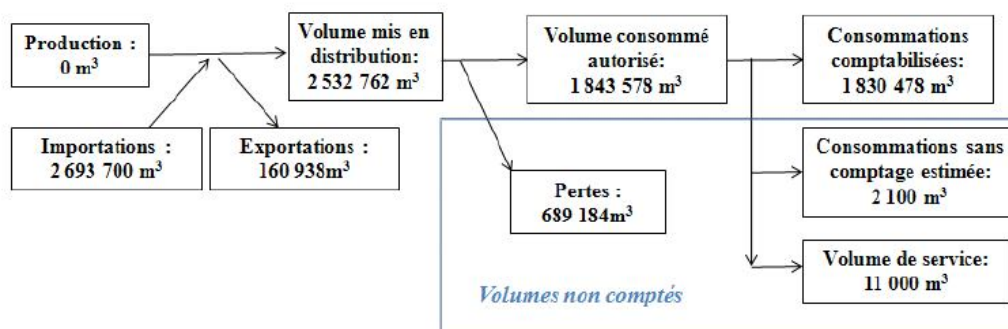 Production :
0 m³
Volume mis en
distribution:
2 532 762 m³
Volume consommé
autorisé:
1 843 578 m³
Consommations
comptabilisées:
1 830 478 m³
Importations :
2 693 700 m³
Exportations :
160 938m³
Pertes :
689 184m³
Consommations sans
comptage estimée:
2 100 m³
Volume de service:
11 000 m³
Volumes non comptés